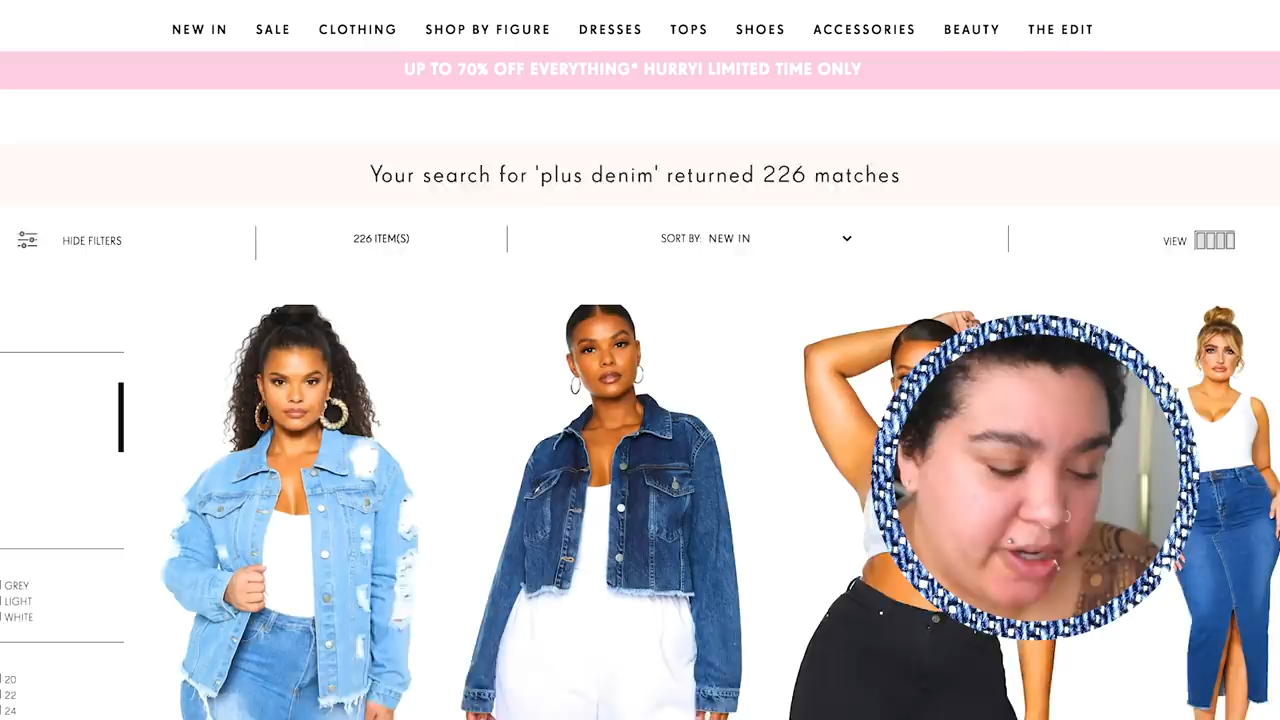 NEW IN SALE CLOTHING SHOP BY FIGURE DRESSES TOPS SHOES ACCESSORIES BEAUTY THE EDIT
UP TO 70% OFF EVERYTHING* HURRY! LIMITED TIME ONLY
Your search for 'plus denim' returned 226 matches
HIDE FILTERS 226 ITEM(S) SORT BY: NEW IN VIEW
GREY
LIGHT
WHITE
20
22
24